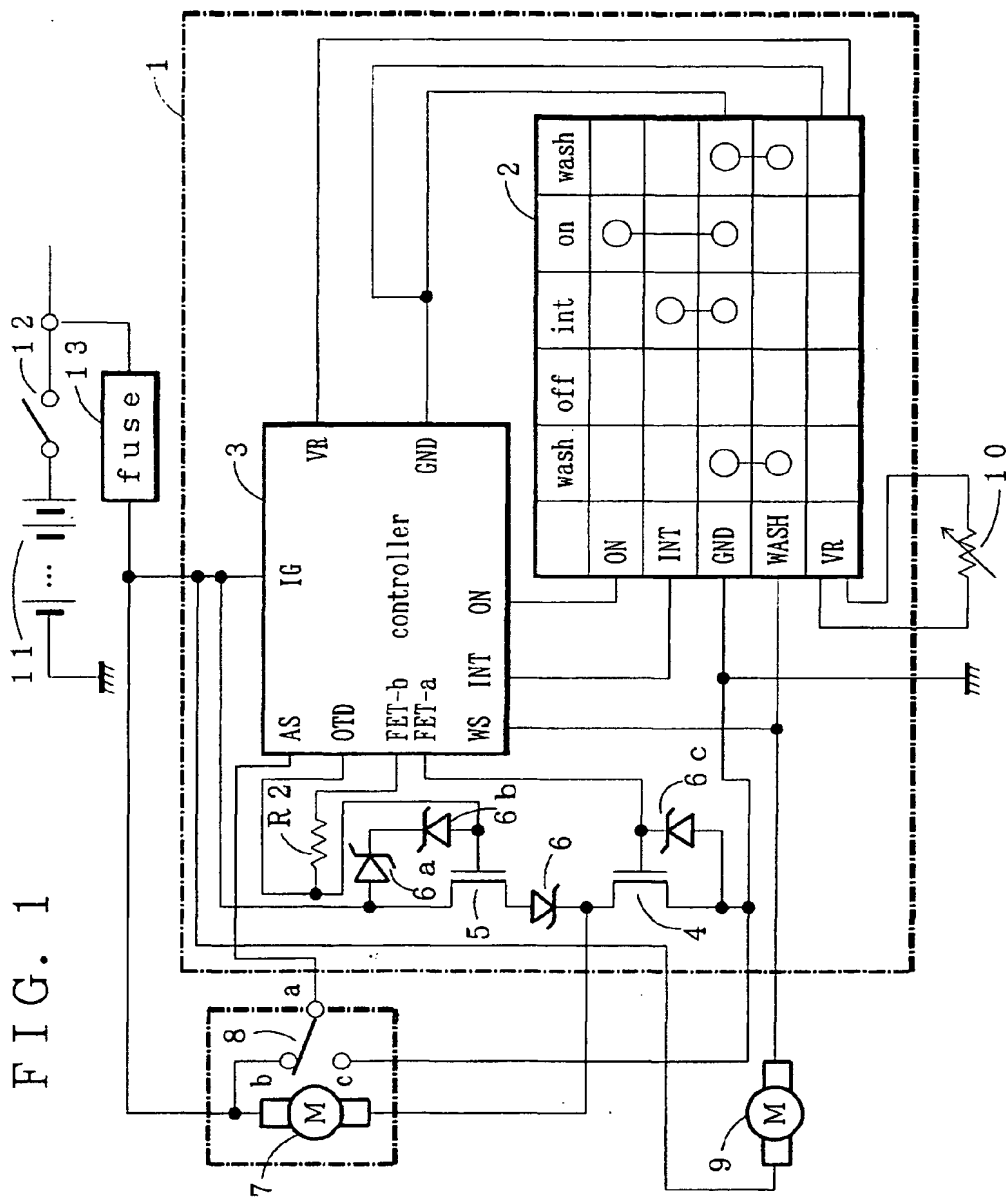 FIG. 1
11
12
13
fuse
1
3
IG
AS
OTD
FET-b
FET-a
WS
INT
ON
controller
VR
GND
R2
6a
6b
5
6
4
6c
a
8
b
c
M
7
M
9
2
wash off int on wash
ON
INT
GND
WASH
VR
10